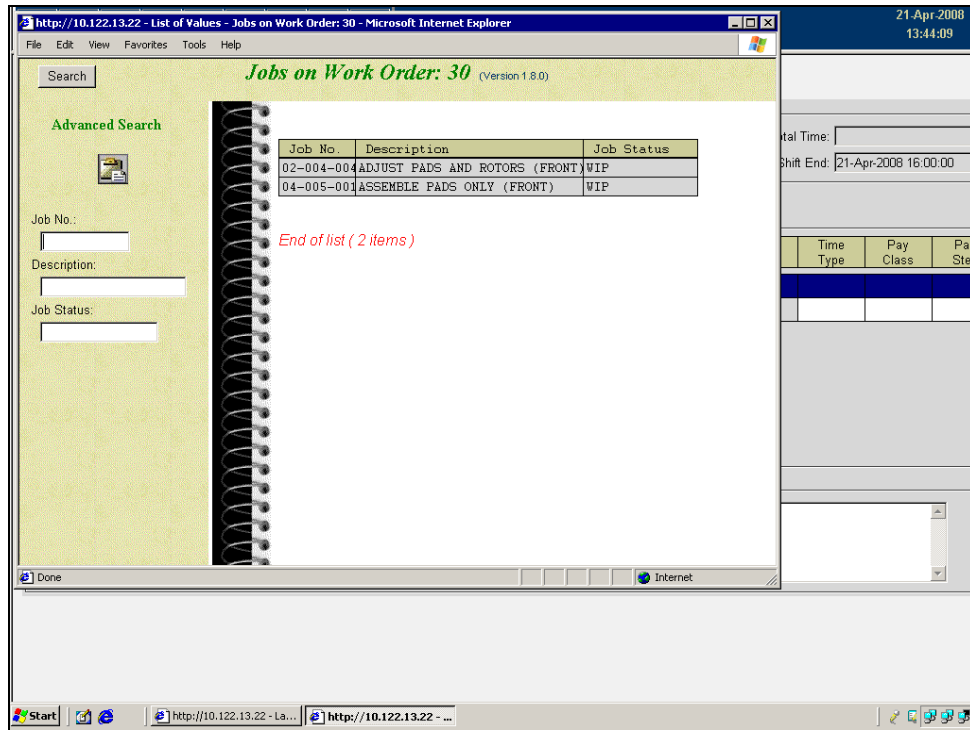 http://10.122.13.22 - List of Values - Jobs on Work Order: 30 - Microsoft Internet Explorer
21-Apr-2008
13:44:09
File Edit View Favorites Tools Help
Search
Jobs on Work Order: 30 (Version 1.8.0)
Advanced Search
Job No.:
Description:
Job Status:
Job No. Description Job Status
02-004-004 ADJUST PADS AND ROTORS (FRONT) WIP
04-005-001 ASSEMBLE PADS ONLY (FRONT) WIP
End of list ( 2 items )
Time:
Shift End: 21-Apr-2008 16:00:00
Time Type
Pay Class
Done
Internet
Start
http://10.122.13.22 - La...
http://10.122.13.22 - ...